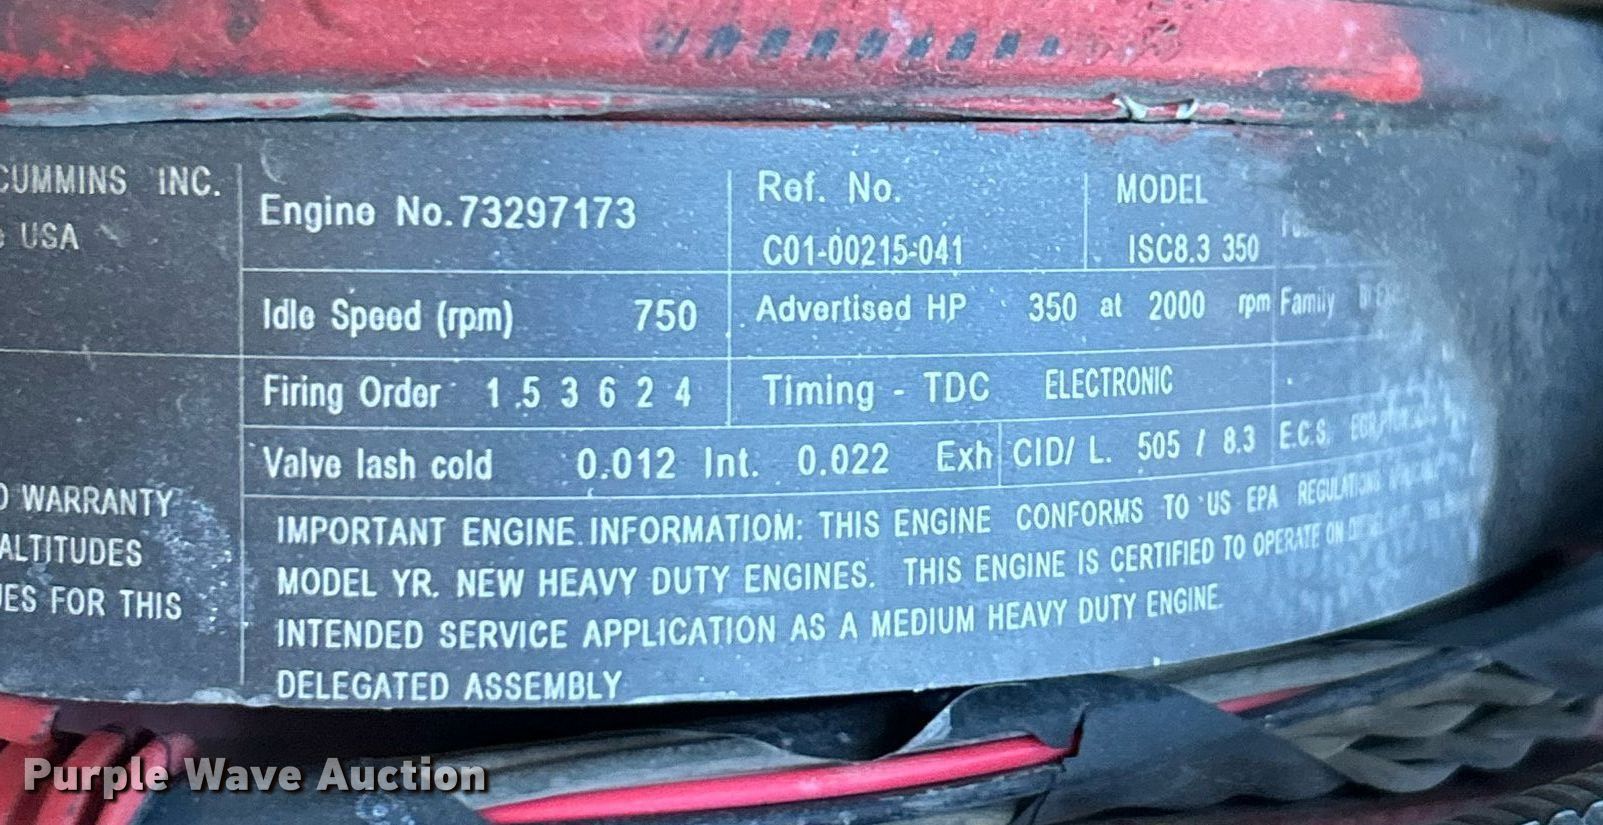 CUMMINS INC.
USA
Engine No. 73297173
Ref. No.
C01-00215-041
MODEL
ISC8.3 350
Idle Speed (rpm) 750
Advertised HP 350 at 2000 rpm
Family
Firing Order 1 5 3 6 2 4
Timing - TDC ELECTRONIC
Valve lash cold 0.012 Int. 0.022 Exh
CID/ L. 505 / 8.3
E.C.S.
WARRANTY
ALTITUDES
FOR THIS
IMPORTANT ENGINE INFORMATIOM: THIS ENGINE CONFORMS TO US EPA REGULATIONS
MODEL YR. NEW HEAVY DUTY ENGINES. THIS ENGINE IS CERTIFIED TO OPERATE ON
INTENDED SERVICE APPLICATION AS A MEDIUM HEAVY DUTY ENGINE.
DELEGATED ASSEMBLY
Purple Wave Auction